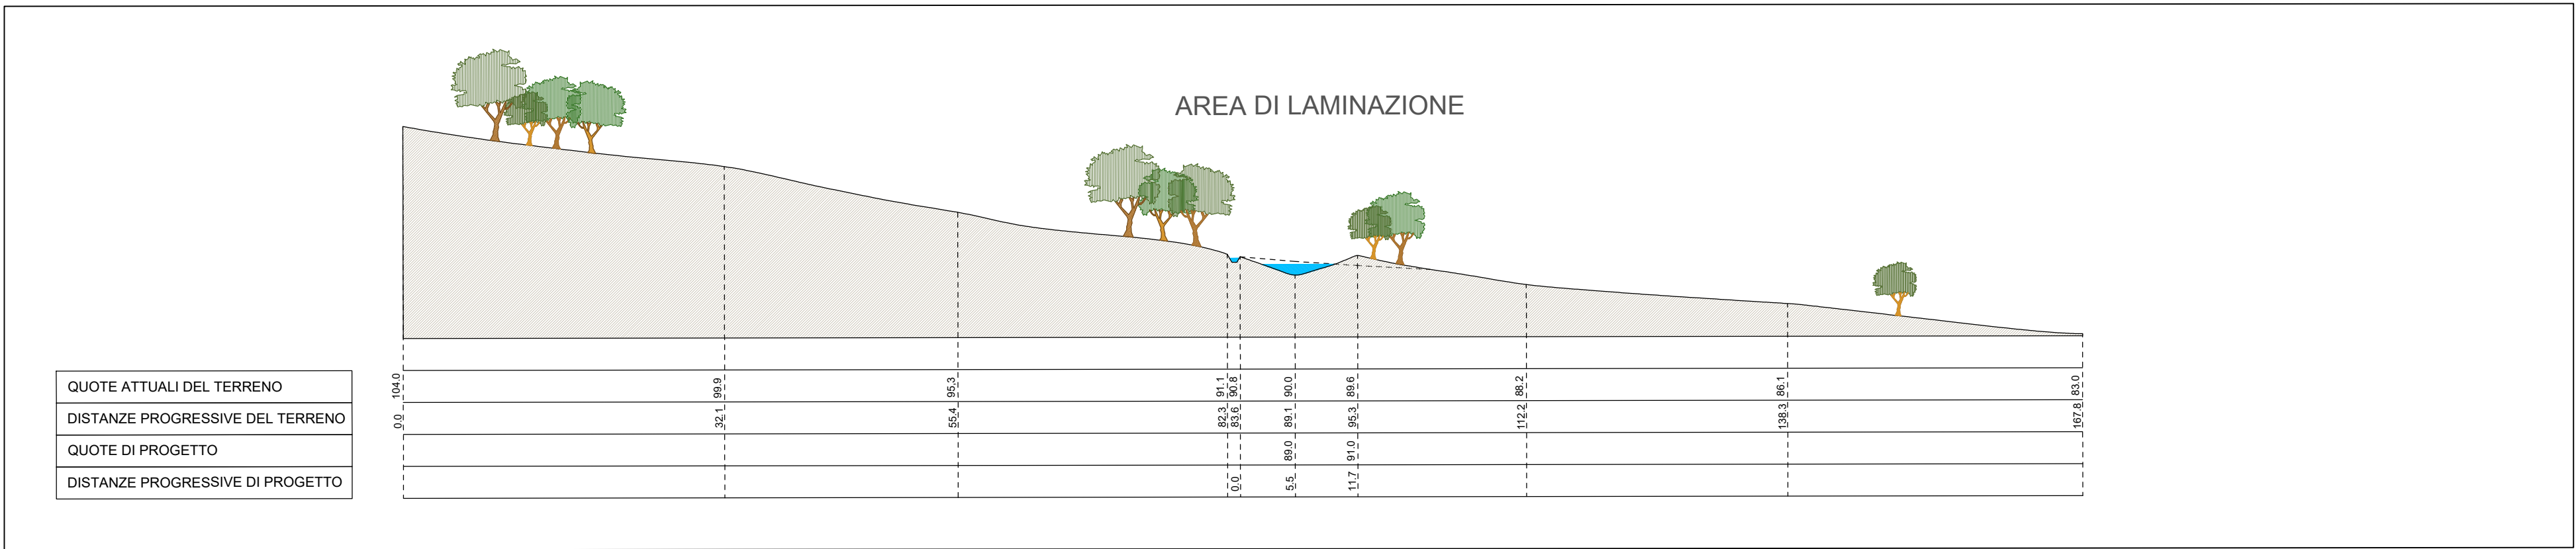 AREA DI LAMINAZIONE
QUOTE ATTUALI DEL TERRENO 104.0 99.9 95.3 91.1 90.8 90.0 89.6 88.2 86.1 83.0
DISTANZE PROGRESSIVE DEL TERRENO 0.0 32.1 55.4 82.3 83.6 89.1 95.3 112.2 138.3 167.8
QUOTE DI PROGETTO 89.0 91.0
DISTANZE PROGRESSIVE DI PROGETTO 0.0 5.5 11.7